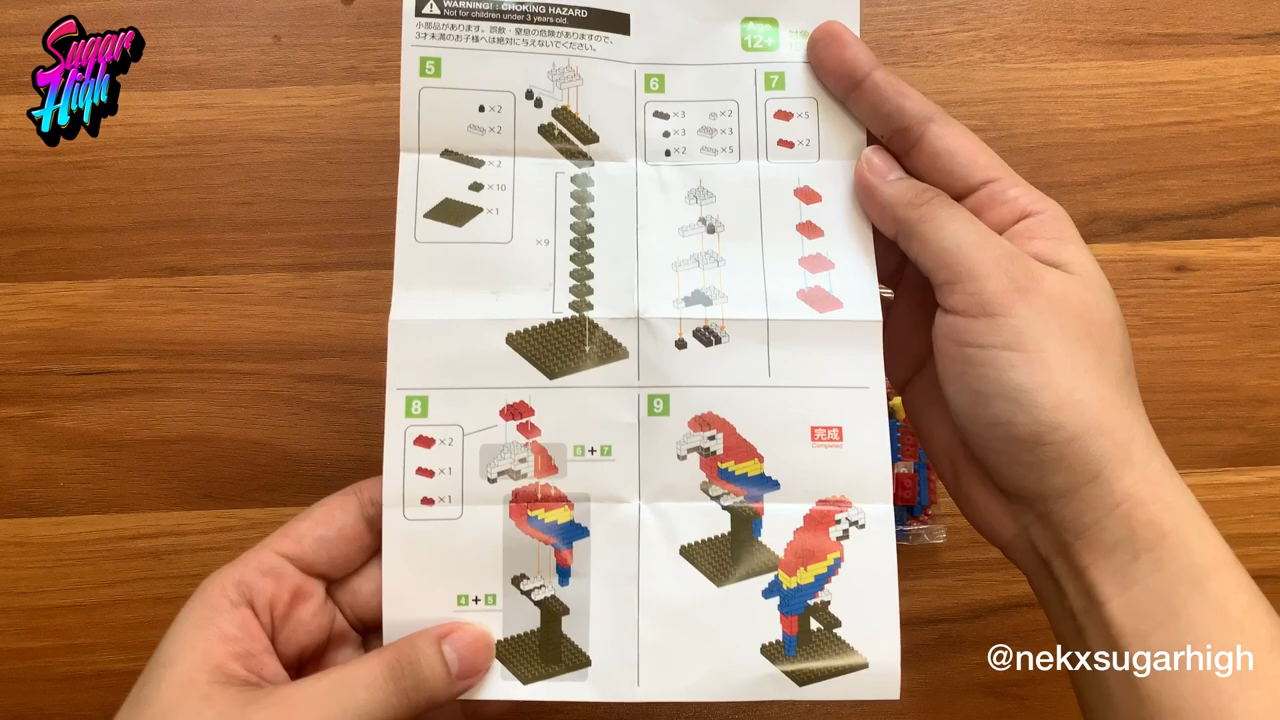 Sugar
High
WARNING! : CHOKING HAZARD
Not for children under 3 years old.
小部品があります。誤飲・窒息の危険がありますので、
3才未満のお子様へは絶対に与えないでください。
Age
12+
対象
5
×2
×2
×2
×10
×1
×9
6
×3
×2
×3
×3
×2
×5
7
×5
×2
8
×2
×1
×1
6 + 7
4 + 5
9
完成
Completed
@nekxsugarhigh